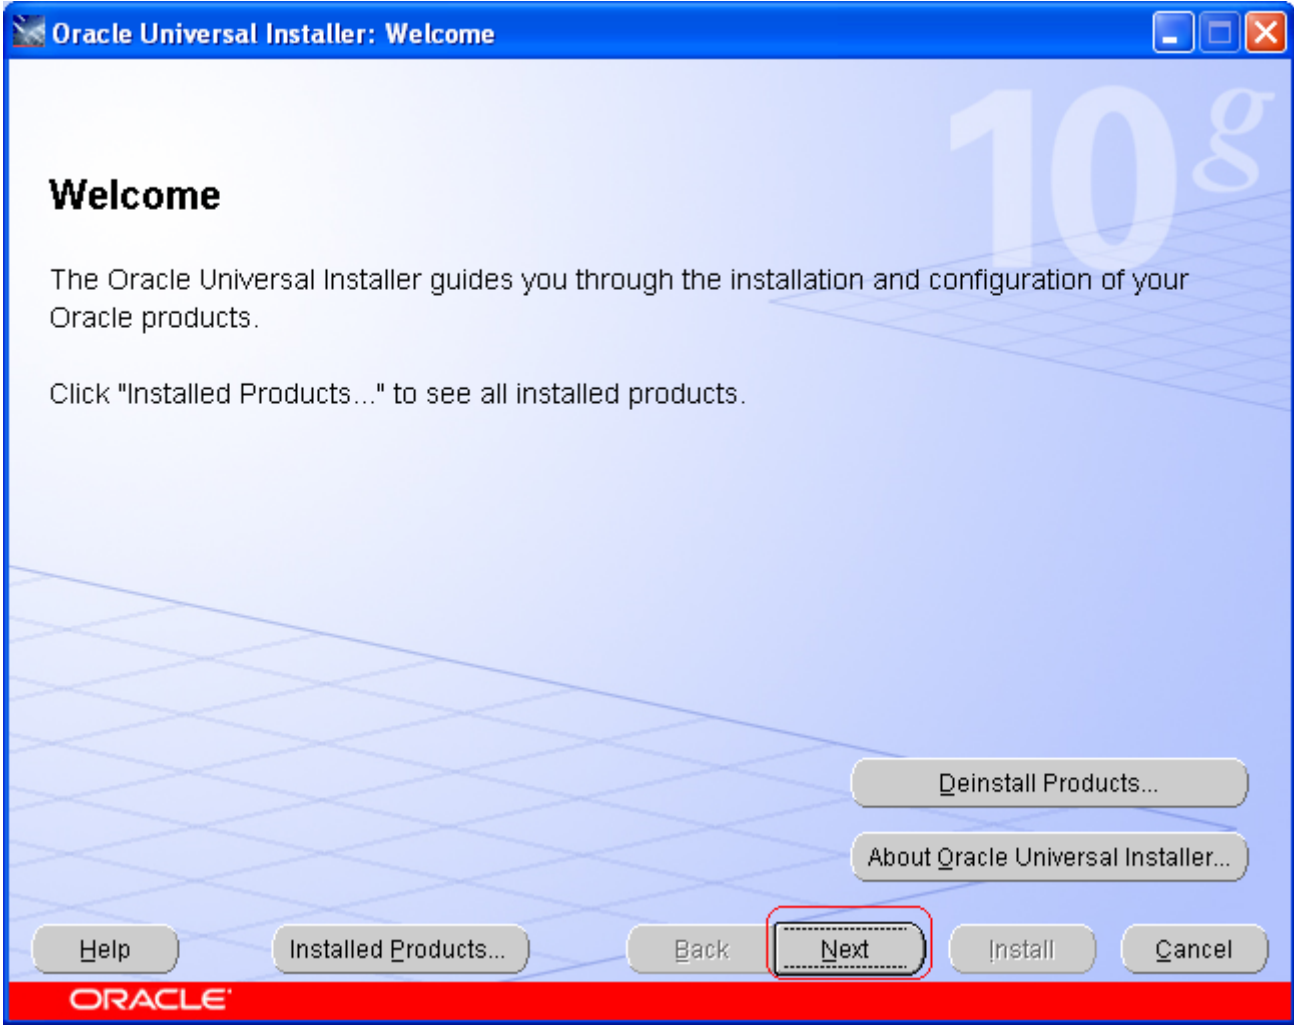 Oracle Universal Installer: Welcome
10g
Welcome
The Oracle Universal Installer guides you through the installation and configuration of your
Oracle products.
Click "Installed Products..." to see all installed products.
Deinstall Products...
About Oracle Universal Installer...
Help Installed Products... Back Next Install Cancel
ORACLE